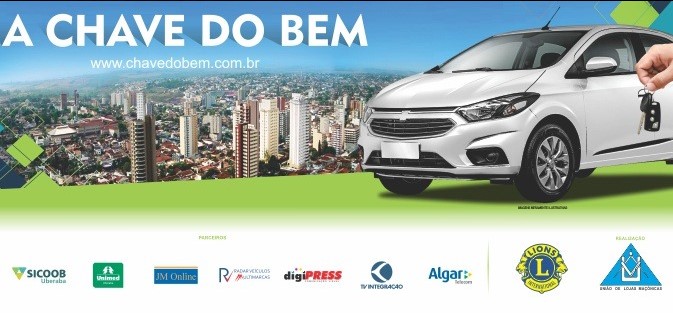 A CHAVE DO BEM
www.chavedobem.com.br
PARCEIROS
REALIZAÇÃO
SICOOB
Uberaba
Unimed
JM Online
RADAR VEÍCULOS
MULTIMARCAS
digiPRESS
TV INTEGRAÇÃO
Algar
Telecom
LIONS
L
INTERNATIONAL
UNIÃO DE LOJAS MAÇÔNICAS